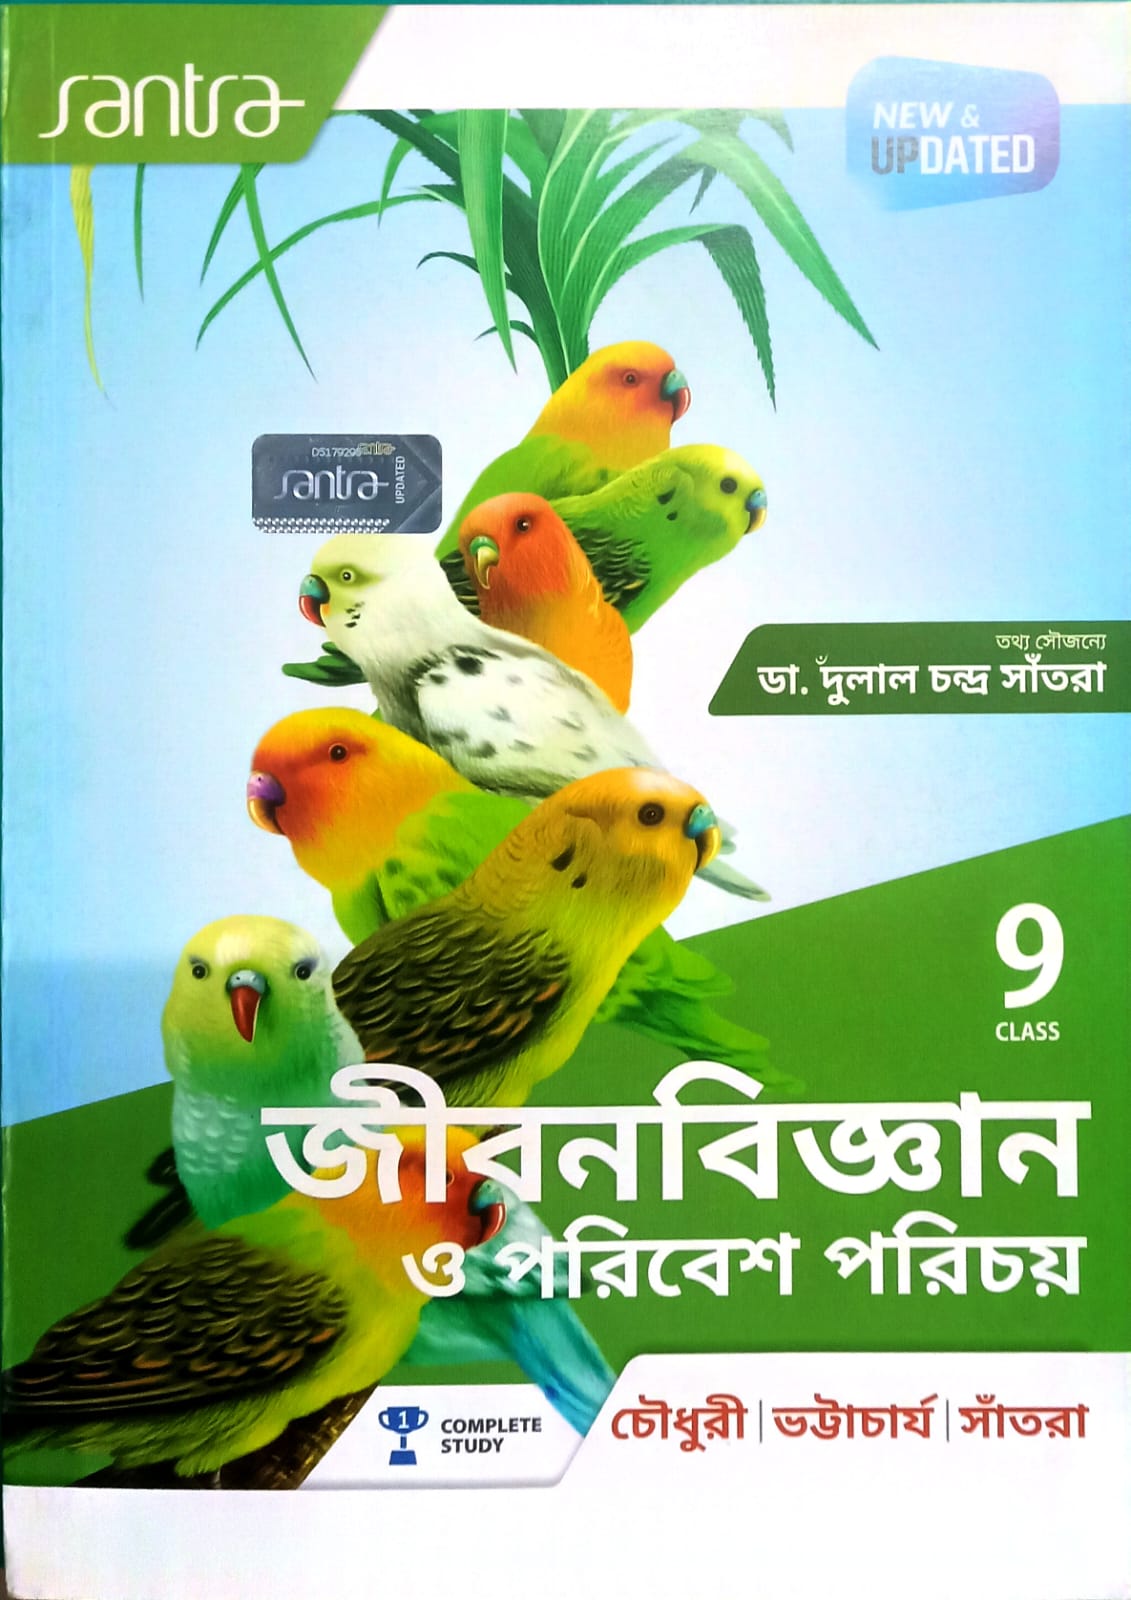 santra
NEW &
UPDATED
santra
UPDATED
তথ্য সৌজন্যে
ডা. দুঁলাল চন্দ্র সাঁতরা
9
CLASS
জীবনবিজ্ঞান
ও পরিবেশ পরিচয়
1
COMPLETE
STUDY
চৌধুরী | ভট্টাচার্য | সাঁতরা